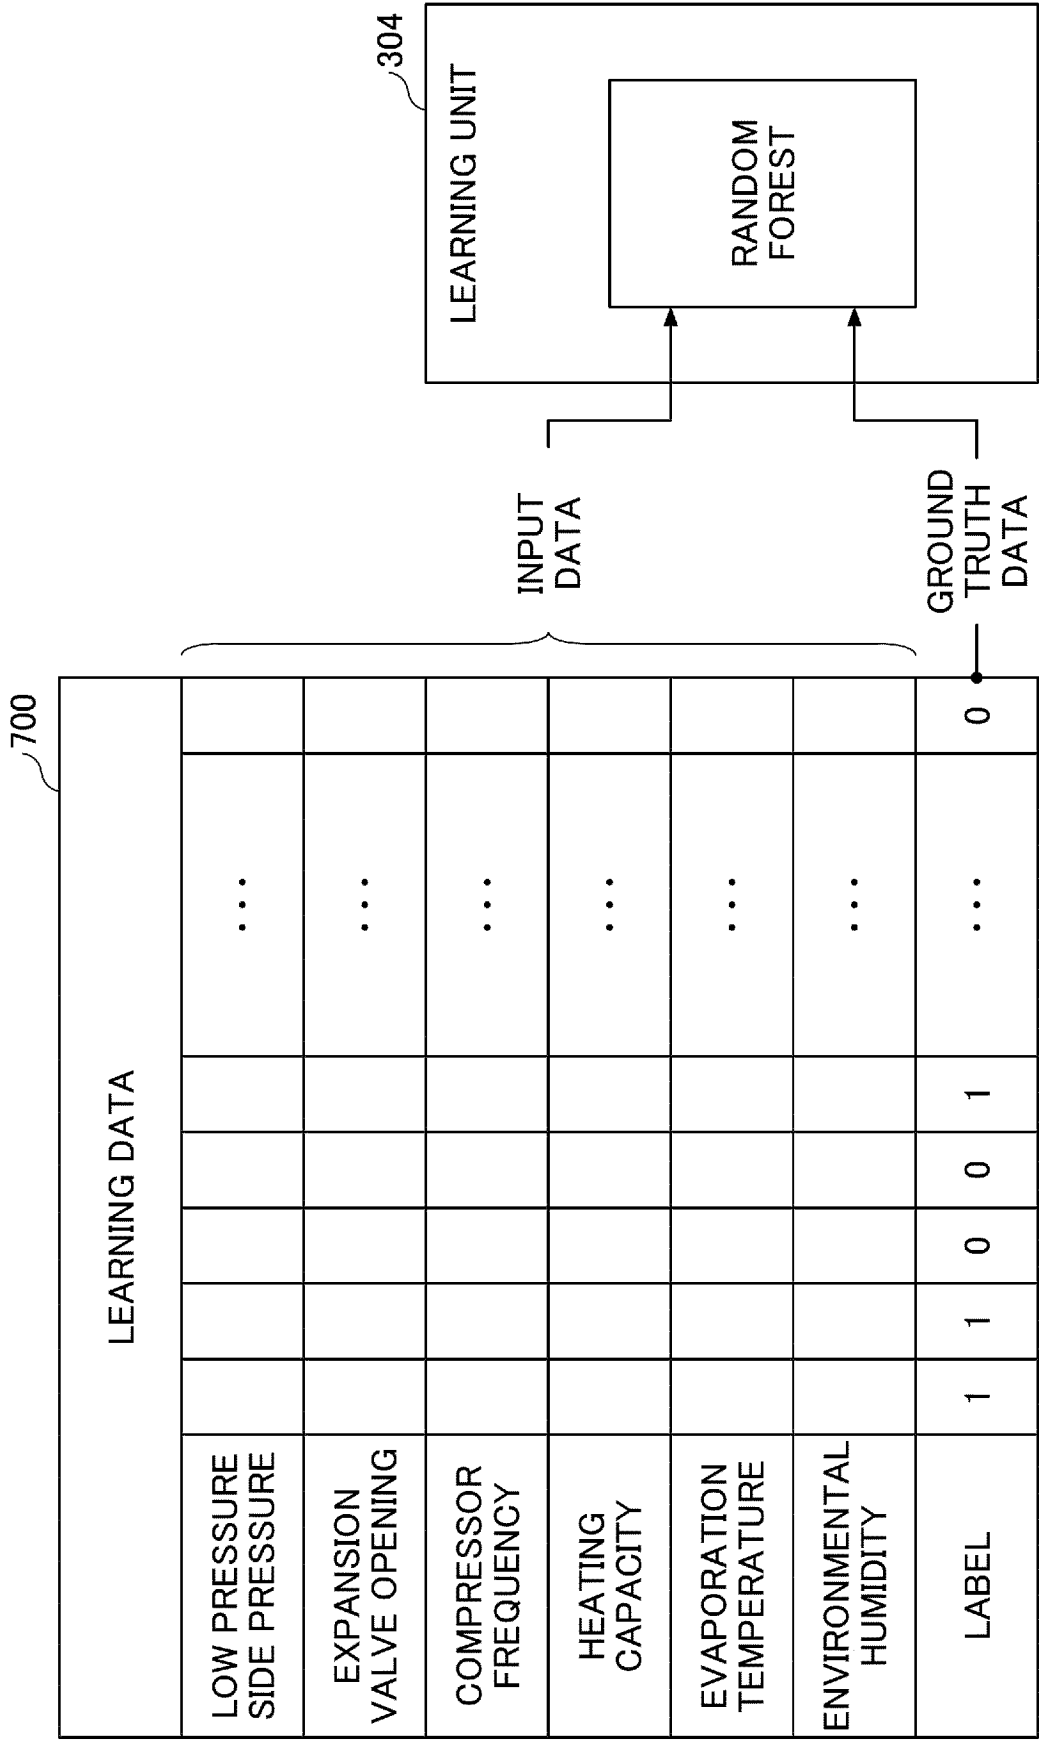 700
LEARNING DATA
LOW PRESSURE
SIDE PRESSURE
...
EXPANSION
VALVE OPENING
...
COMPRESSOR
FREQUENCY
...
HEATING
CAPACITY
...
EVAPORATION
TEMPERATURE
...
ENVIRONMENTAL
HUMIDITY
...
LABEL
1 1 0 0 1 ... 0
INPUT
DATA
GROUND
TRUTH
DATA
304
LEARNING UNIT
RANDOM
FOREST